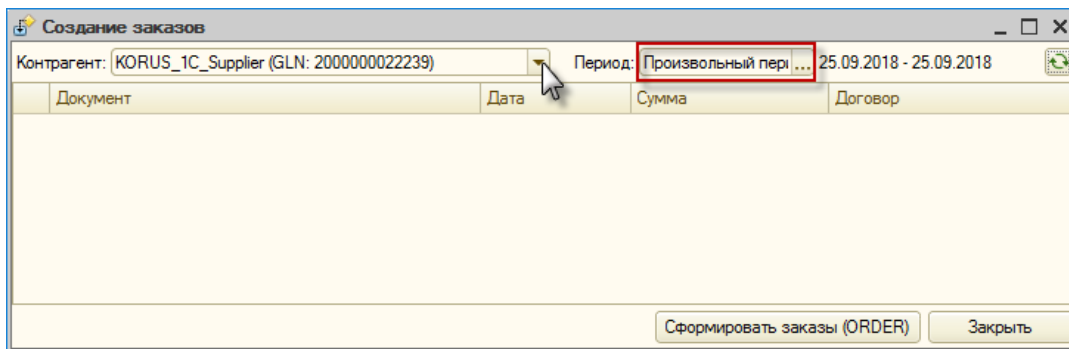 Создание заказов
Контрагент: KORUS_1C_Supplier (GLN: 2000000022239) Период: Произвольный пери ... 25.09.2018 - 25.09.2018
Документ Дата Сумма Договор
Сформировать заказы (ORDER) Закрыть